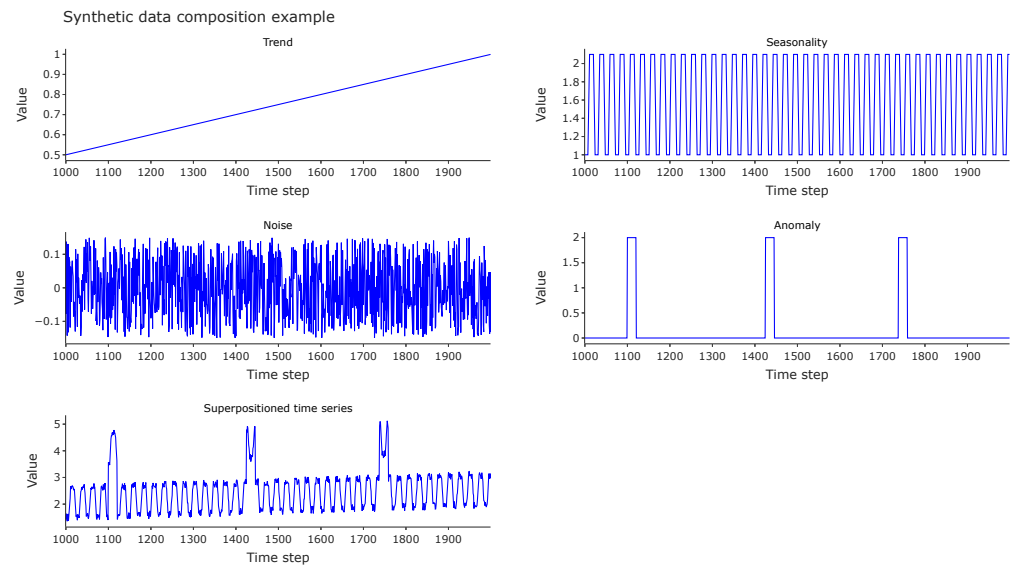 Synthetic data composition example
Trend
Value
1
0.9
0.8
0.7
0.6
0.5
1000 1100 1200 1300 1400 1500 1600 1700 1800 1900
Time step
Seasonality
Value
2
1.8
1.6
1.4
1.2
1
1000 1100 1200 1300 1400 1500 1600 1700 1800 1900
Time step
Noise
Value
0.1
0
−0.1
1000 1100 1200 1300 1400 1500 1600 1700 1800 1900
Time step
Anomaly
Value
2
1.5
1
0.5
0
1000 1100 1200 1300 1400 1500 1600 1700 1800 1900
Time step
Superpositioned time series
Value
5
4
3
2
1000 1100 1200 1300 1400 1500 1600 1700 1800 1900
Time step